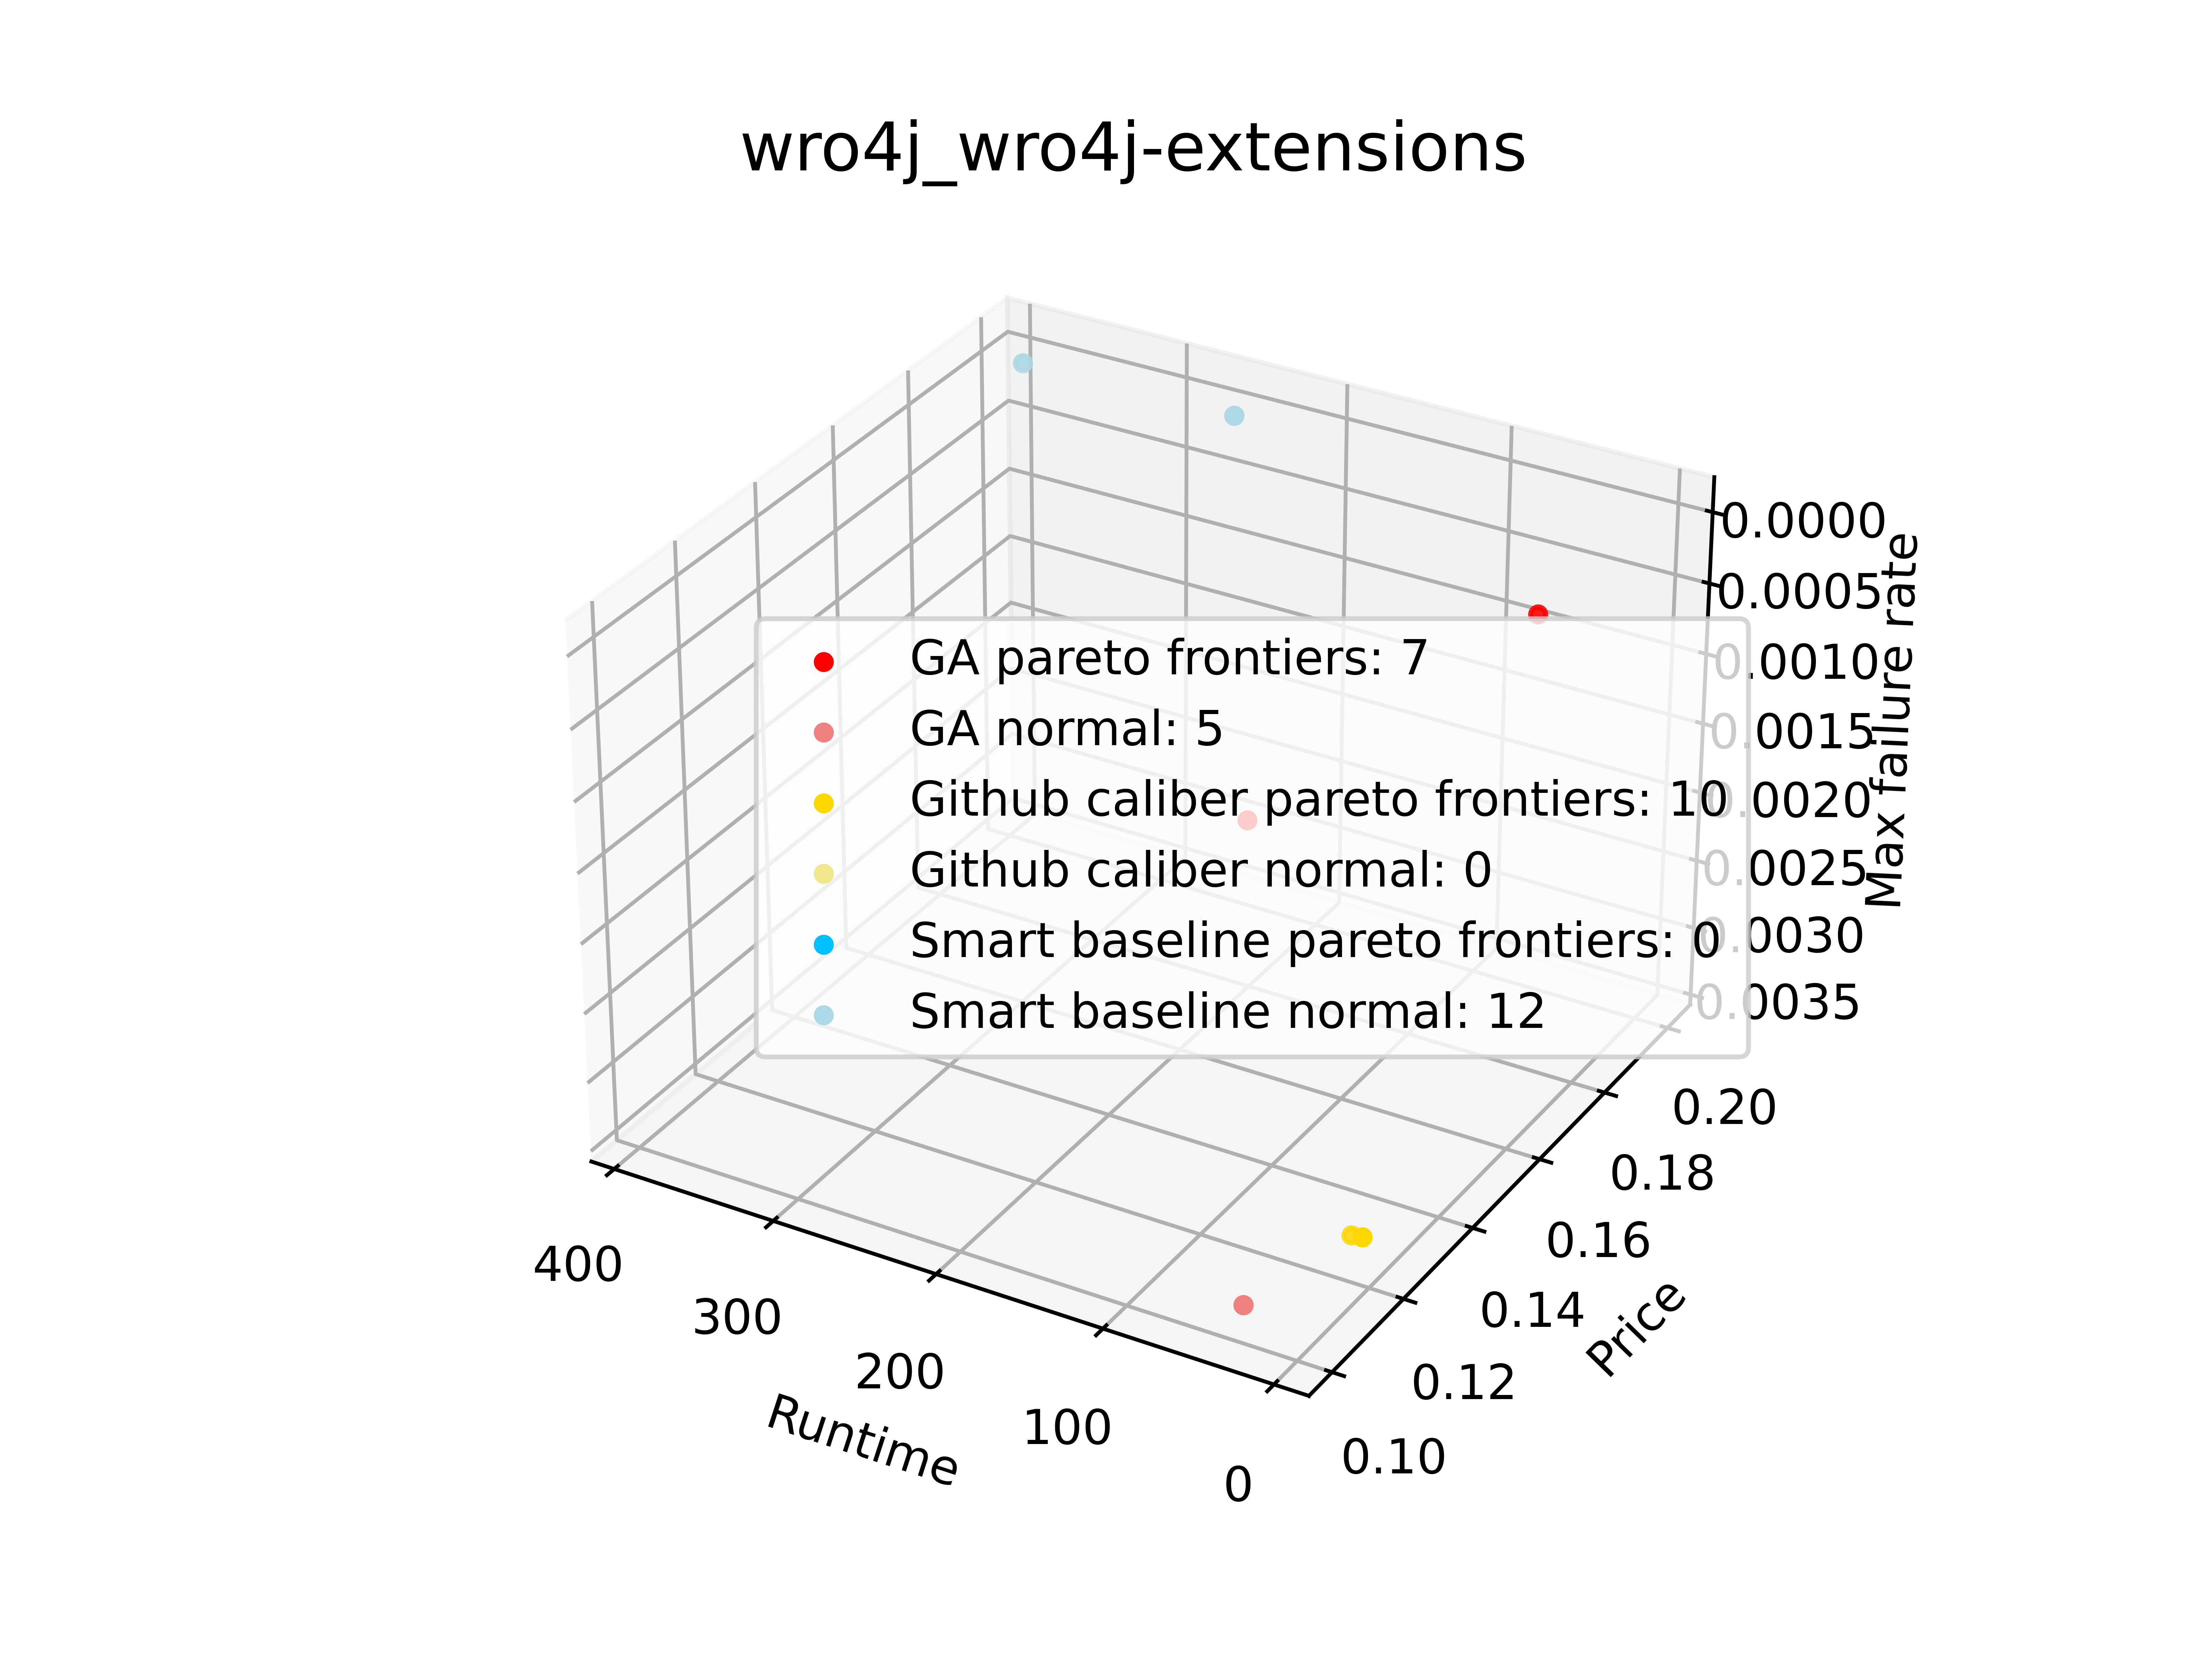 wro4j_wro4j-extensions
0.0000
0.0005
0.0010
0.0015
0.0020
0.0025
0.0030
0.0035
Max failure rate
GA pareto frontiers: 7
GA normal: 5
Github caliber pareto frontiers: 10
Github caliber normal: 0
Smart baseline pareto frontiers: 0
Smart baseline normal: 12
0.20
0.18
0.16
0.14
0.12
0.10
Price
400
300
200
100
0
Runtime